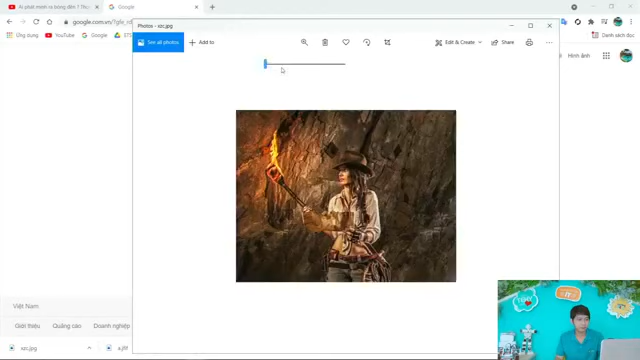 Ai phát minh ra bóng đèn ? Thom
Google
google.com.vn/?gfe_rd
Ứng dụng
YouTube
Google
Photos - xzc.jpg
See all photos
Add to
Edit & Create
Share
Danh sách đọc
Hình ảnh
Việt Nam
Giới thiệu
Quảng cáo
Doanh nghiệp
xzc.jpg
a.jfif